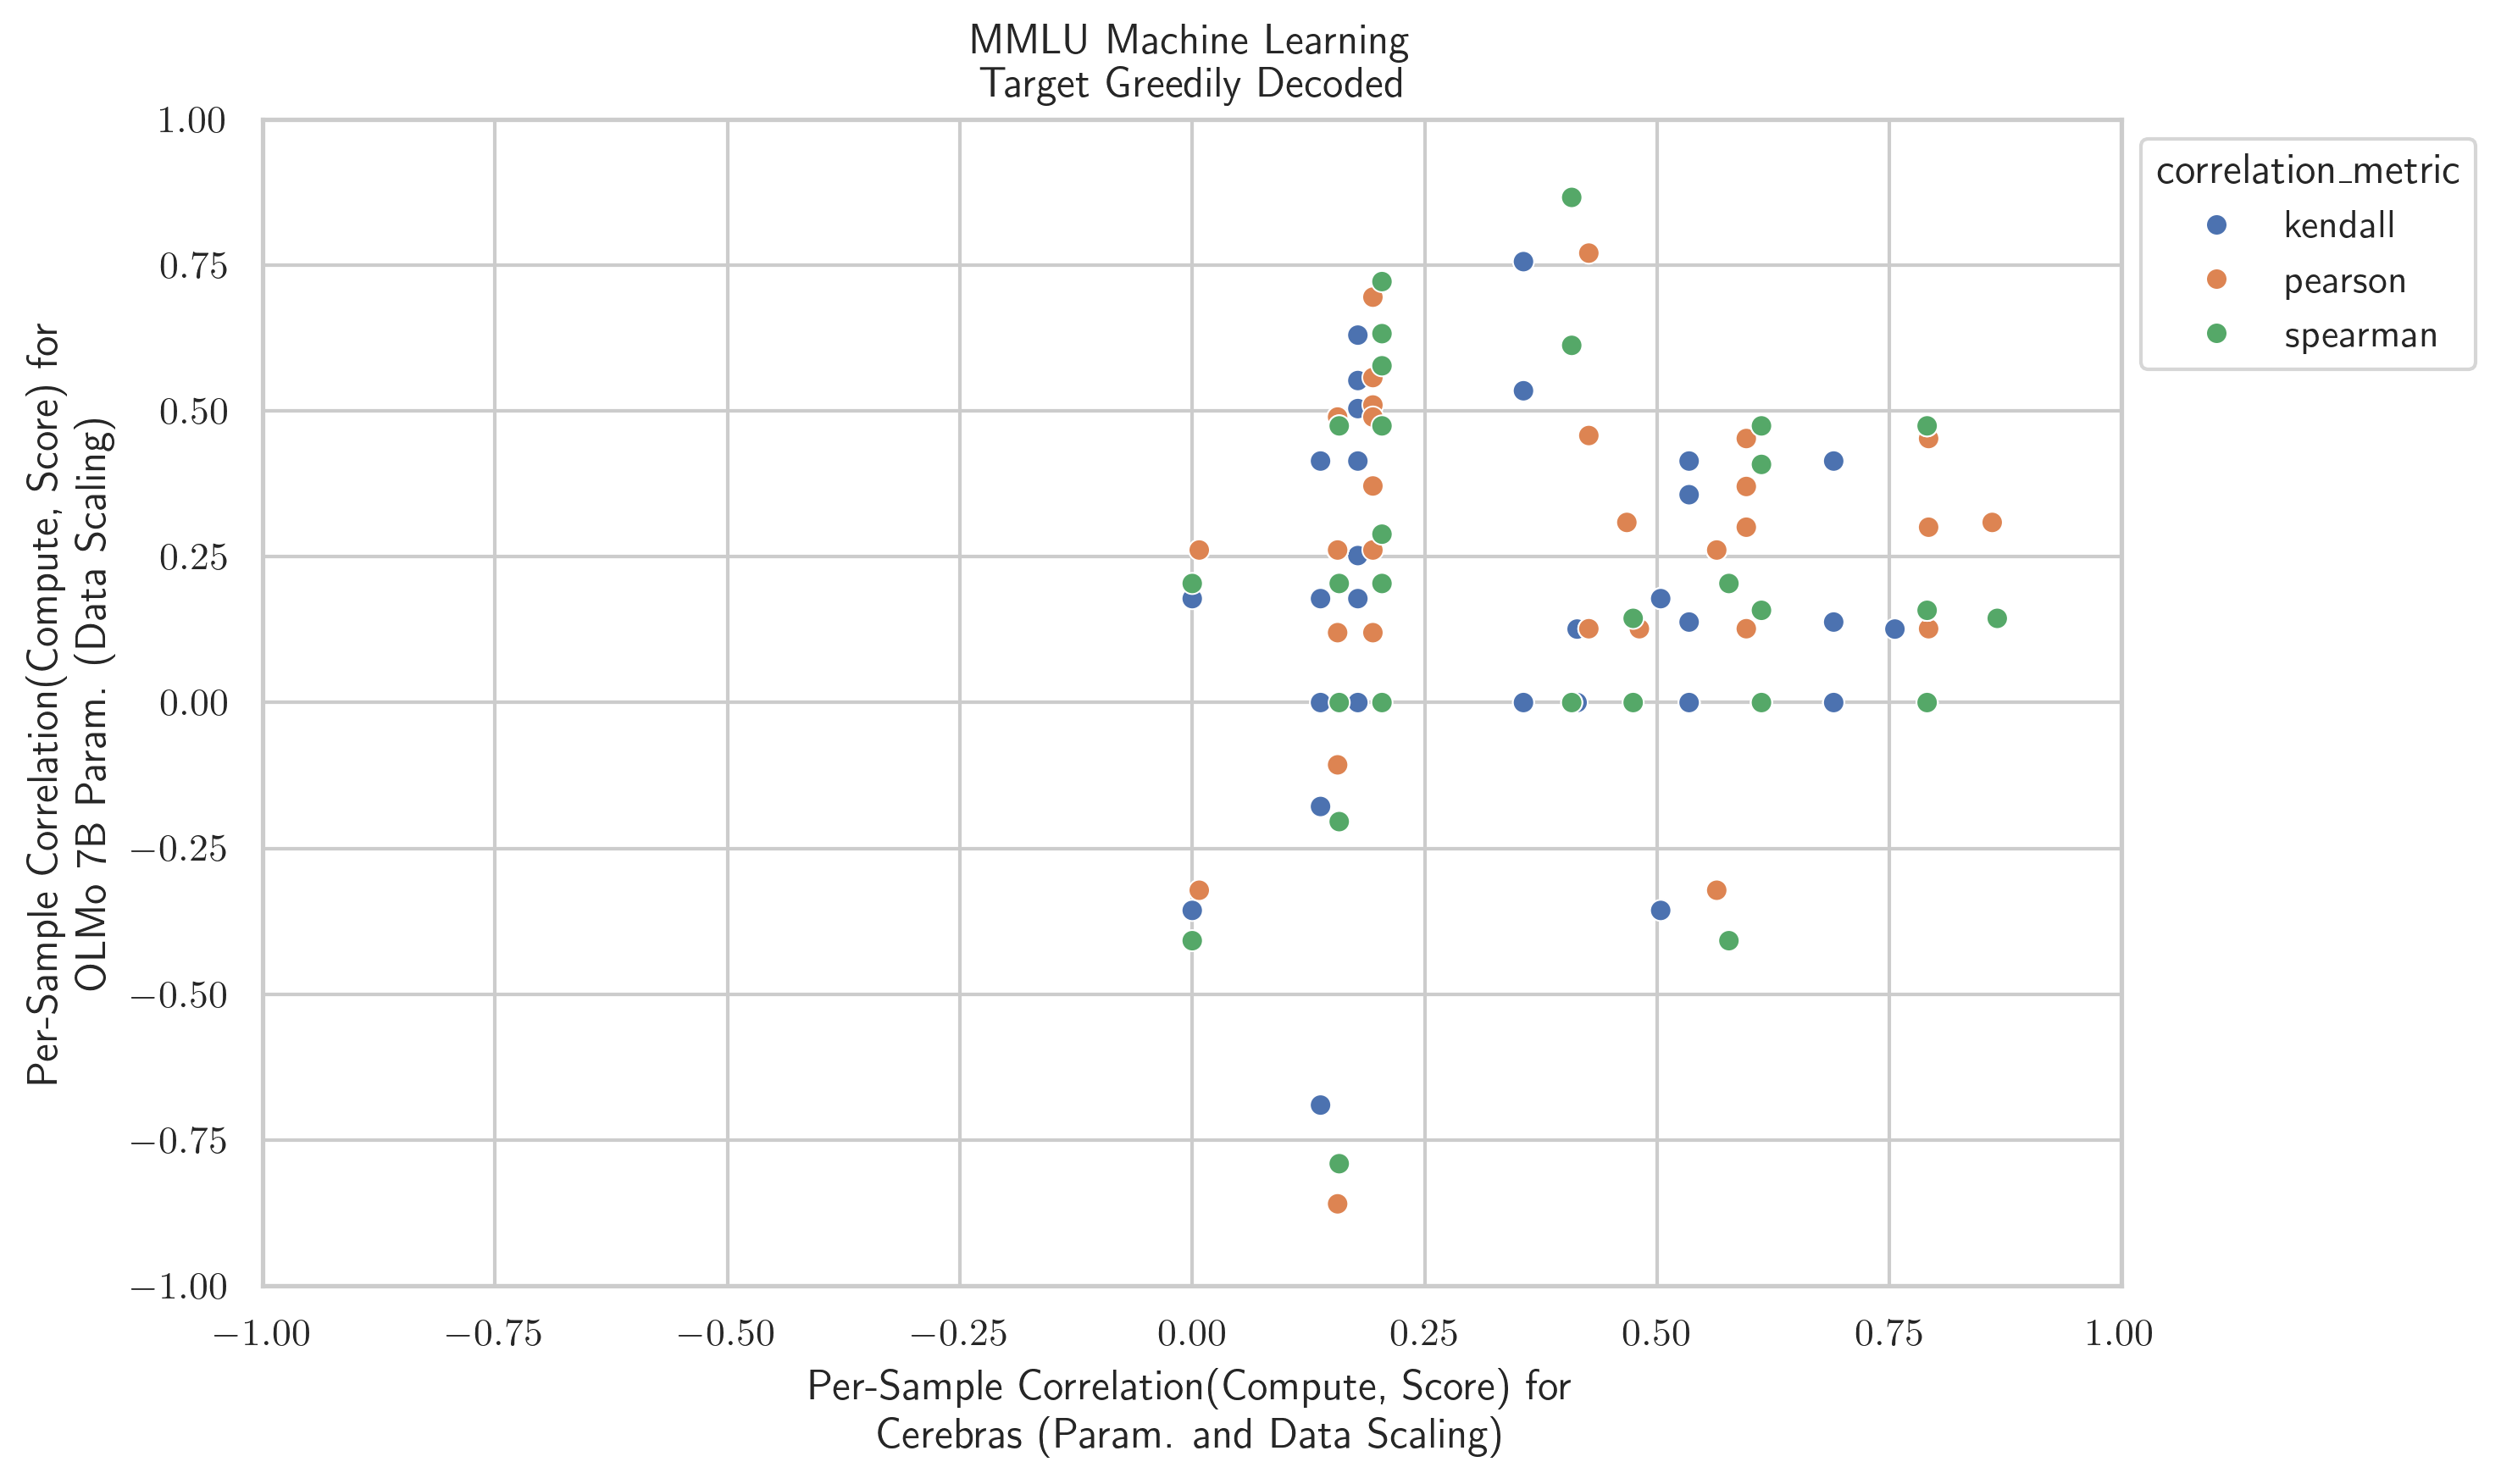 MMLU Machine Learning
Target Greedily Decoded
Per-Sample Correlation(Compute, Score) for
OLMo 7B Param. (Data Scaling)
1.00
0.75
0.50
0.25
0.00
−0.25
−0.50
−0.75
−1.00
−1.00 −0.75 −0.50 −0.25 0.00 0.25 0.50 0.75 1.00
Per-Sample Correlation(Compute, Score) for
Cerebras (Param. and Data Scaling)
correlation_metric
kendall
pearson
spearman